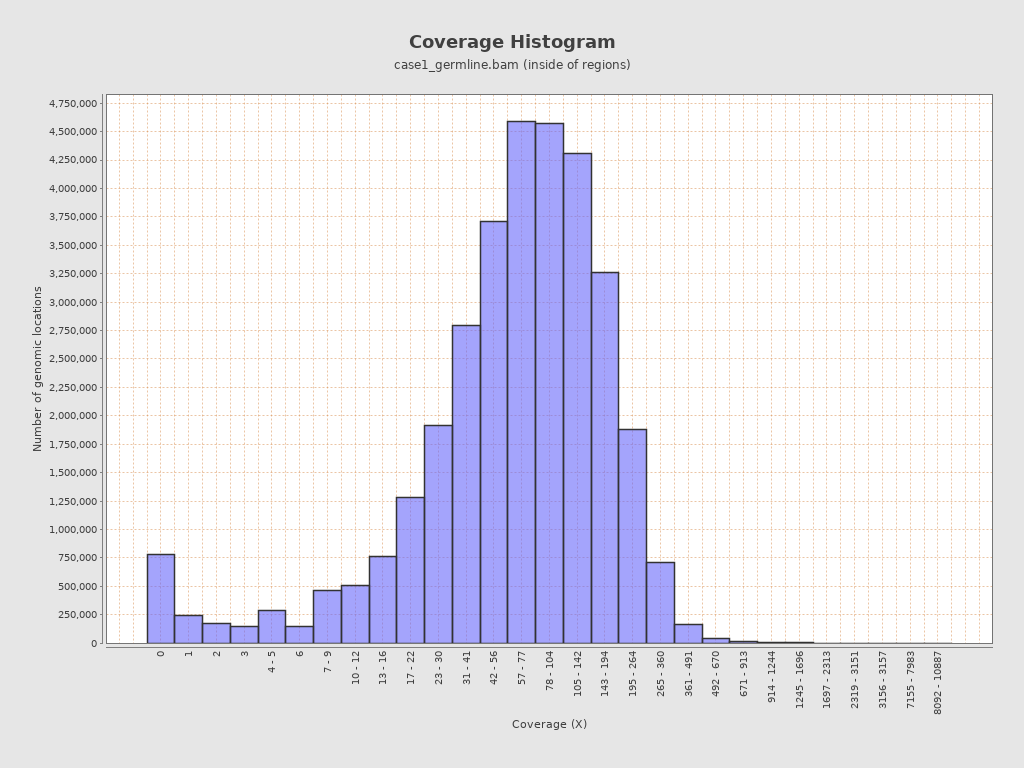 Coverage Histogram
case1_germline.bam (inside of regions)
Number of genomic locations
4,750,000
4,500,000
4,250,000
4,000,000
3,750,000
3,500,000
3,250,000
3,000,000
2,750,000
2,500,000
2,250,000
2,000,000
1,750,000
1,500,000
1,250,000
1,000,000
750,000
500,000
250,000
0
0
1
2
3
4 - 5
6
7 - 9
10 - 12
13 - 16
17 - 22
23 - 30
31 - 41
42 - 56
57 - 77
78 - 104
105 - 142
143 - 194
195 - 264
265 - 360
361 - 491
492 - 670
671 - 913
914 - 1244
1245 - 1696
1697 - 2313
2319 - 3151
3156 - 3157
7155 - 7983
8092 - 10887
Coverage (X)